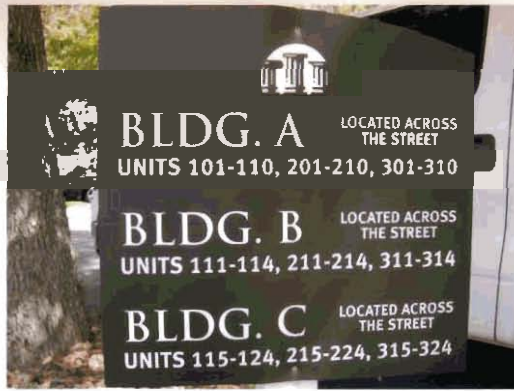 BLDG. A LOCATED ACROSS
THE STREET
UNITS 101-110, 201-210, 301-310
BLDG. B LOCATED ACROSS
THE STREET
UNITS 111-114, 211-214, 311-314
BLDG. C LOCATED ACROSS
THE STREET
UNITS 115-124, 215-224, 315-324